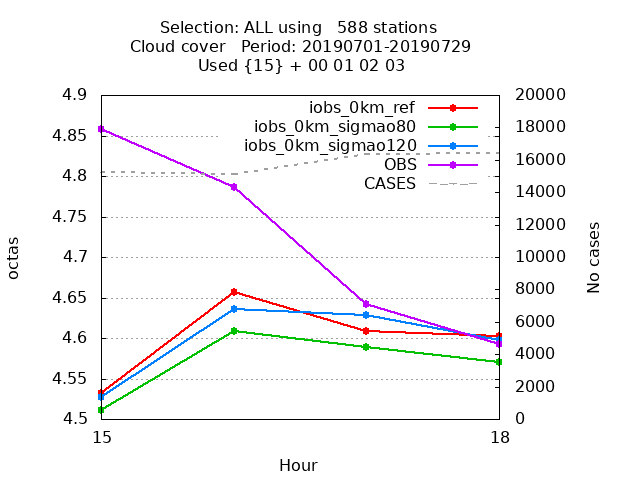 Selection: ALL using   588 stations
Cloud cover   Period: 20190701-20190729
Used {15} + 00 01 02 03
iobs_0km_ref
iobs_0km_sigmao80
iobs_0km_sigmao120
OBS
CASES
4.9
4.85
4.8
4.75
4.7
4.65
4.6
4.55
4.5
octas
20000
18000
16000
14000
12000
10000
8000
6000
4000
2000
0
No cases
15
18
Hour